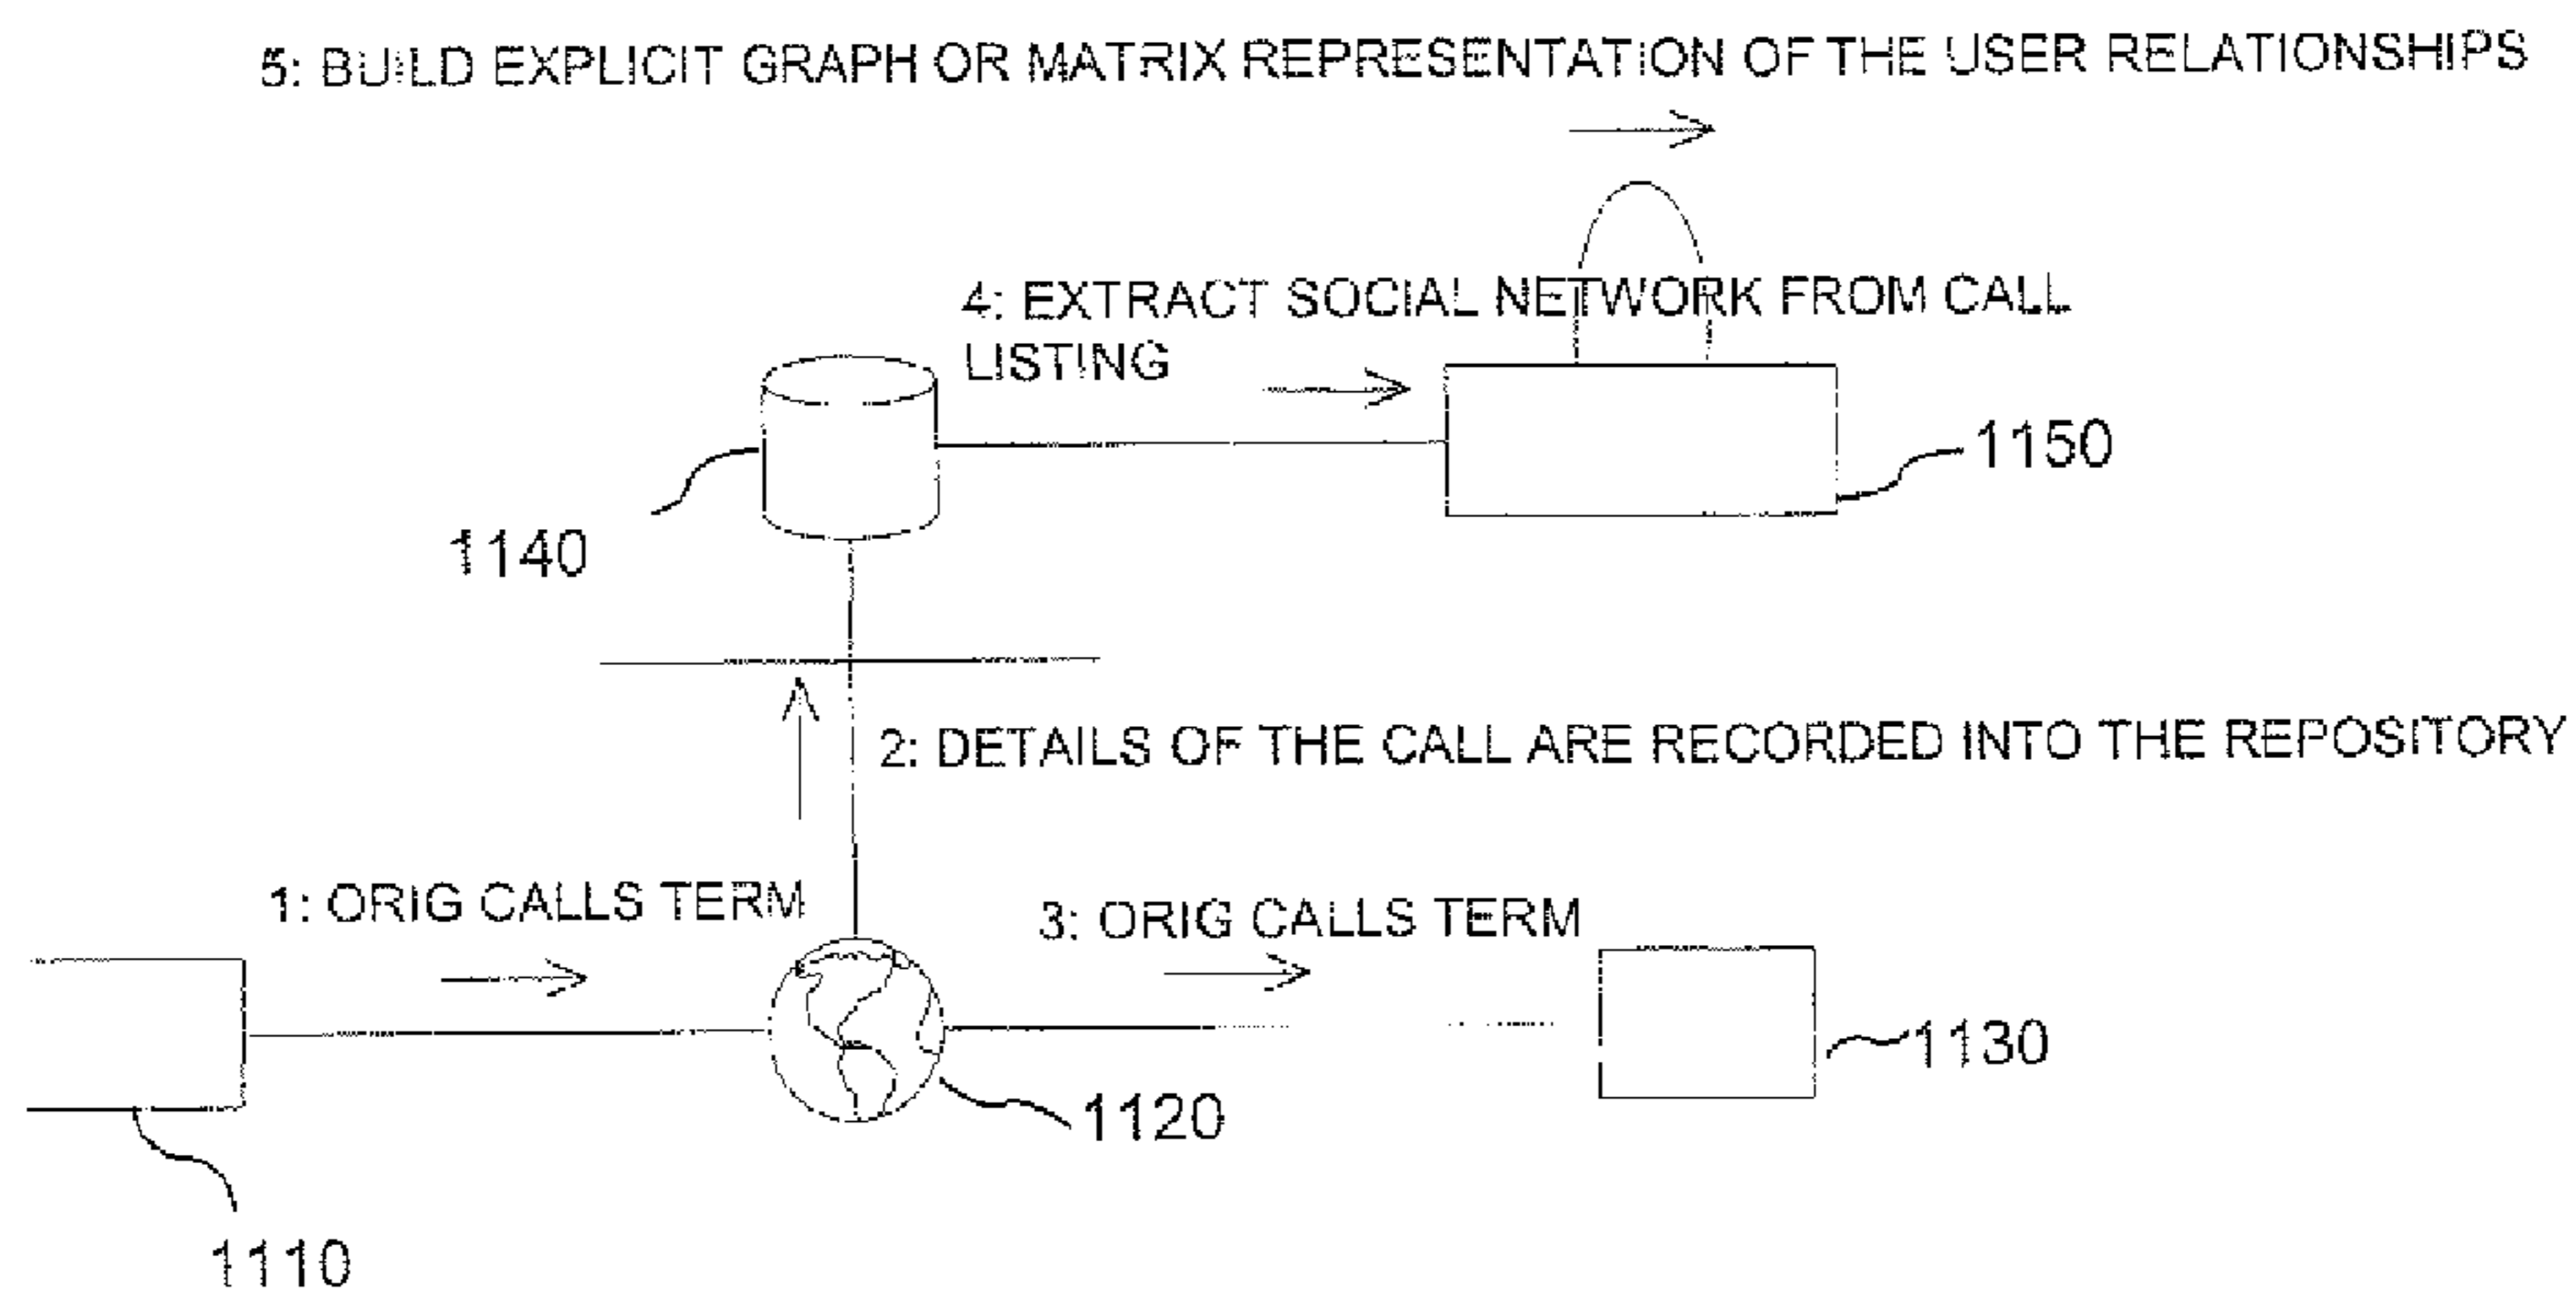 5: BUILD EXPLICIT GRAPH OR MATRIX REPRESENTATION OF THE USER RELATIONSHIPS
4: EXTRACT SOCIAL NETWORK FROM CALL
LISTING
1150
1140
2: DETAILS OF THE CALL ARE RECORDED INTO THE REPOSITORY
1: ORIG CALLS TERM
3: ORIG CALLS TERM
1130
1120
1110